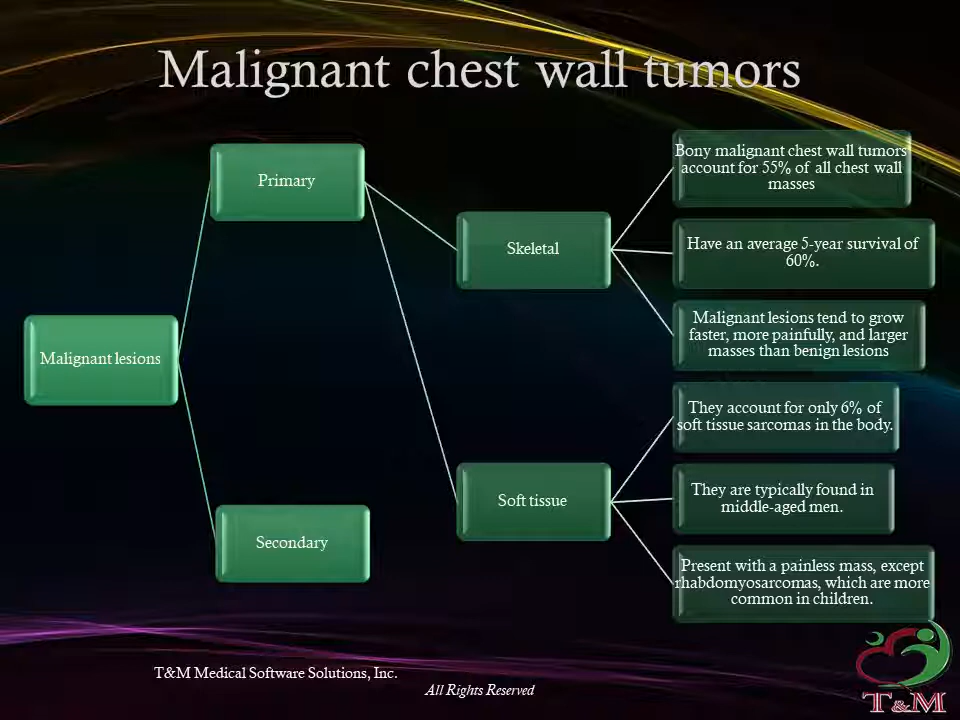 Malignant chest wall tumors
Malignant lesions
Primary
Secondary
Skeletal
Soft tissue
Bony malignant chest wall tumors
account for 55% of all chest wall
masses
Have an average 5-year survival of
60%.
Malignant lesions tend to grow
faster, more painfully, and larger
masses than benign lesions
They account for only 6% of
soft tissue sarcomas in the body.
They are typically found in
middle-aged men.
Present with a painless mass, except
rhabdomyosarcomas, which are more
common in children.
T&M Medical Software Solutions, Inc.
All Rights Reserved
T&M